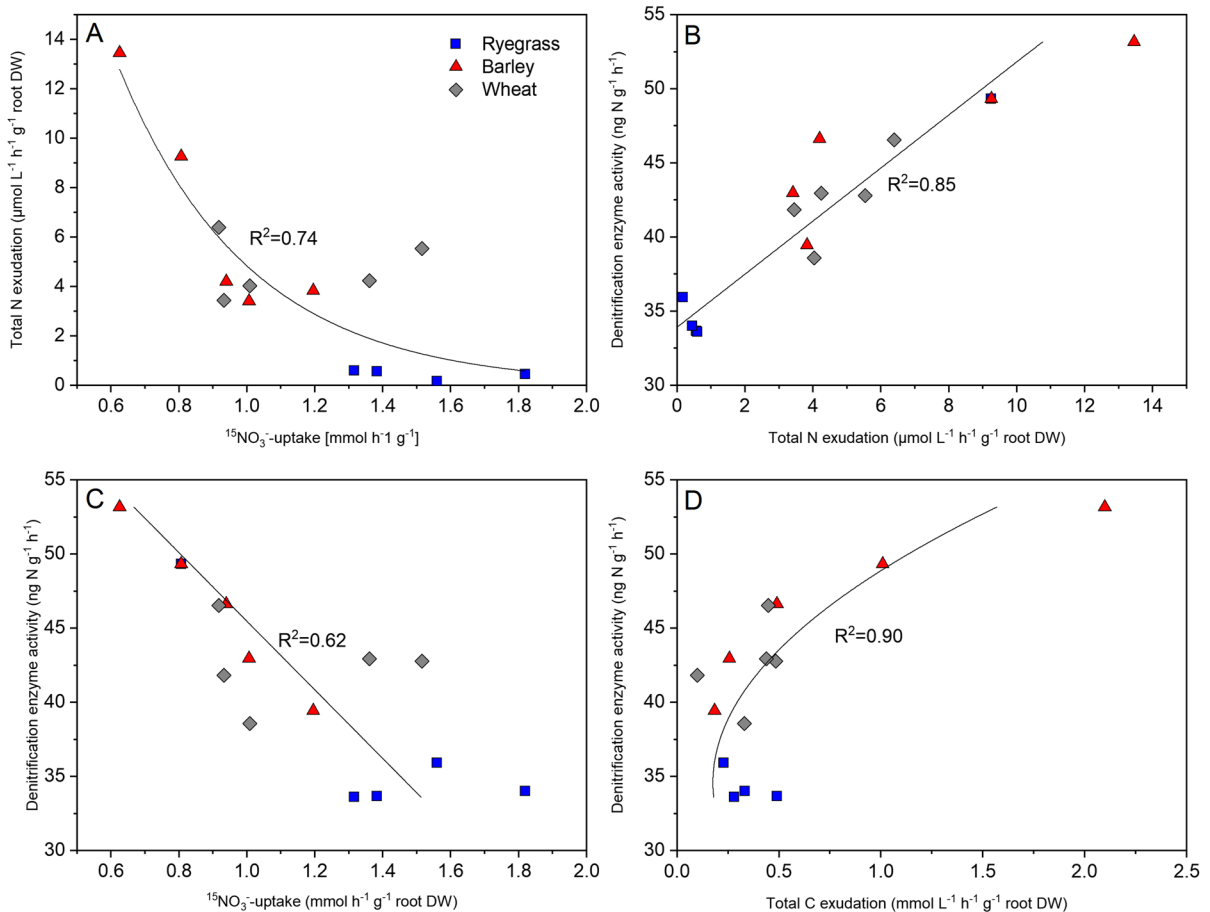 A
Ryegrass
Barley
Wheat
R²=0.74
14
12
10
8
6
4
2
0
Total N exudation (µmol L⁻¹ h⁻¹ g⁻¹ root DW)
0.6 0.8 1.0 1.2 1.4 1.6 1.8 2.0
¹⁵NO₃⁻-uptake [mmol h⁻1 g⁻¹]
B
R²=0.85
55
50
45
40
35
30
Denitrification enzyme activity (ng N g⁻¹ h⁻¹)
0 2 4 6 8 10 12 14
Total N exudation (µmol L⁻¹ h⁻¹ g⁻¹ root DW)
C
R²=0.62
55
50
45
40
35
30
Denitrification enzyme activity (ng N g⁻¹ h⁻¹)
0.6 0.8 1.0 1.2 1.4 1.6 1.8 2.0
¹⁵NO₃⁻-uptake (mmol h⁻¹ g⁻¹ root DW)
D
R²=0.90
55
50
45
40
35
30
Denitrification enzyme activity (ng N g⁻¹ h⁻¹)
0.0 0.5 1.0 1.5 2.0 2.5
Total C exudation (mmol L⁻¹ h⁻¹ g⁻¹ root DW)